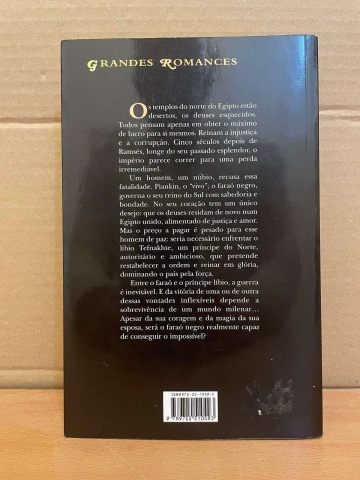 GRANDES ROMANCES
Os templos do norte do Egipto estão
desertos, os deuses esquecidos.
Todos pensam apenas em obter o máximo
de lucro para si mesmos. Reinam a injustiça
e a corrupção. Cinco séculos depois de
Ramsés, longe do seu passado esplendor, o
império parece correr para uma perda
irremediável.
Um homem, um núbio, recusa essa
fatalidade. Piankin, o "vivo"; o faraó negro,
governa o seu reino do Sul com sabedoria e
bondade. No seu coração tem um único
desejo: que os deuses residam de novo num
Egipto unido, alimentado de justiça e amor.
Mas o preço a pagar é pesado para esse
homem de paz: seria necessário enfrentar o
líbio Tefnakhte, um príncipe do Norte,
autoritário e ambicioso, que pretende
restabelecer a ordem e reinar em glória,
dominando o país pela força.
Entre o faraó e o príncipe líbio, a guerra
é inevitável. E da vitória de uma ou de outra
dessas vontades inflexíveis depende a
sobrevivência de um mundo milenar...
Apesar da sua coragem e da magia da sua
esposa, será o faraó negro realmente capaz
de conseguir o impossível?